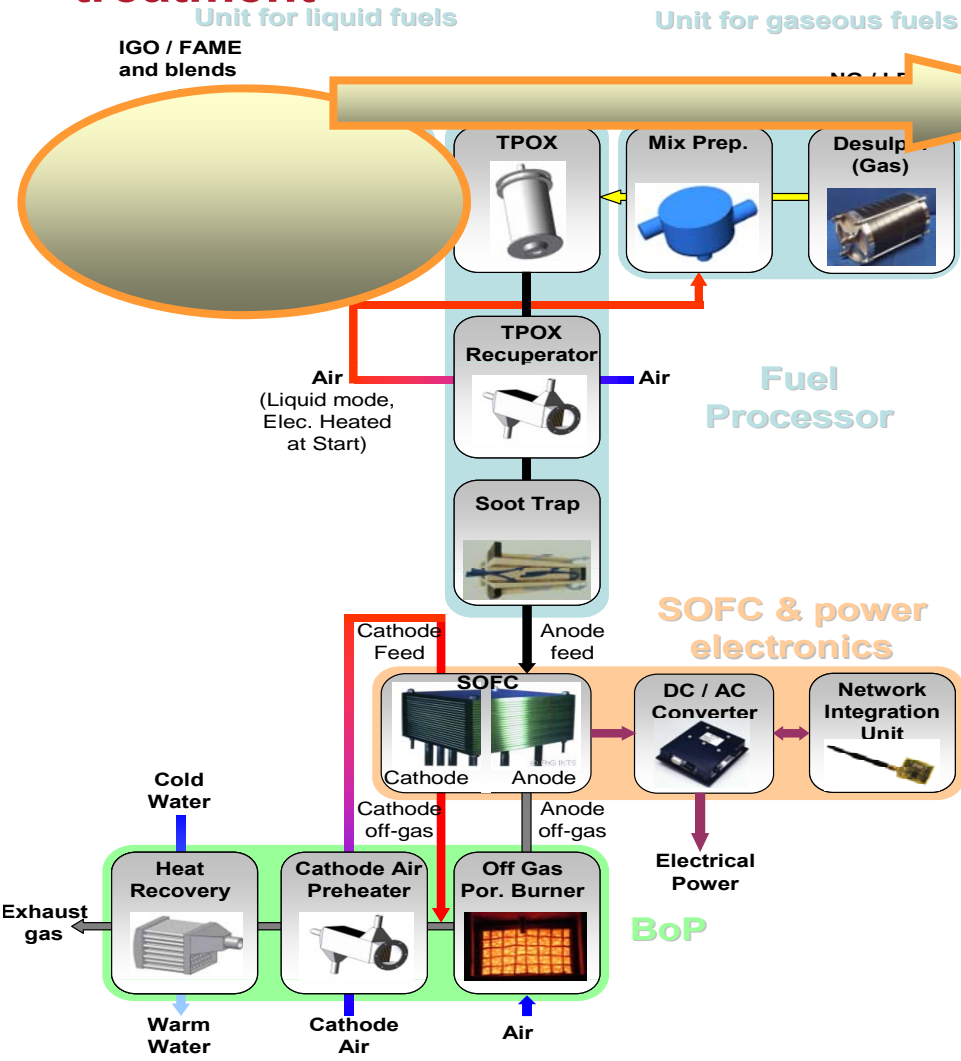 treatment
Unit for liquid fuels
Unit for gaseous fuels
IGO / FAME
and blends
TPOX
Mix Prep.
(Gas)
TPOX
Recuperator
Air
(Liquid mode,
Elec. Heated
at Start)
Air
Fuel
Processor
Soot Trap
Cathode
Feed
Anode
feed
SOFC & power
electronics
SOFC
Cathode
Anode
DC / AC
Converter
Network
Integration
Unit
Cold
Water
Cathode
off-gas
Anode
off-gas
Electrical
Power
Heat
Recovery
Cathode Air
Preheater
Off Gas
Por. Burner
Exhaust
gas
BoP
Warm
Water
Cathode
Air
Air